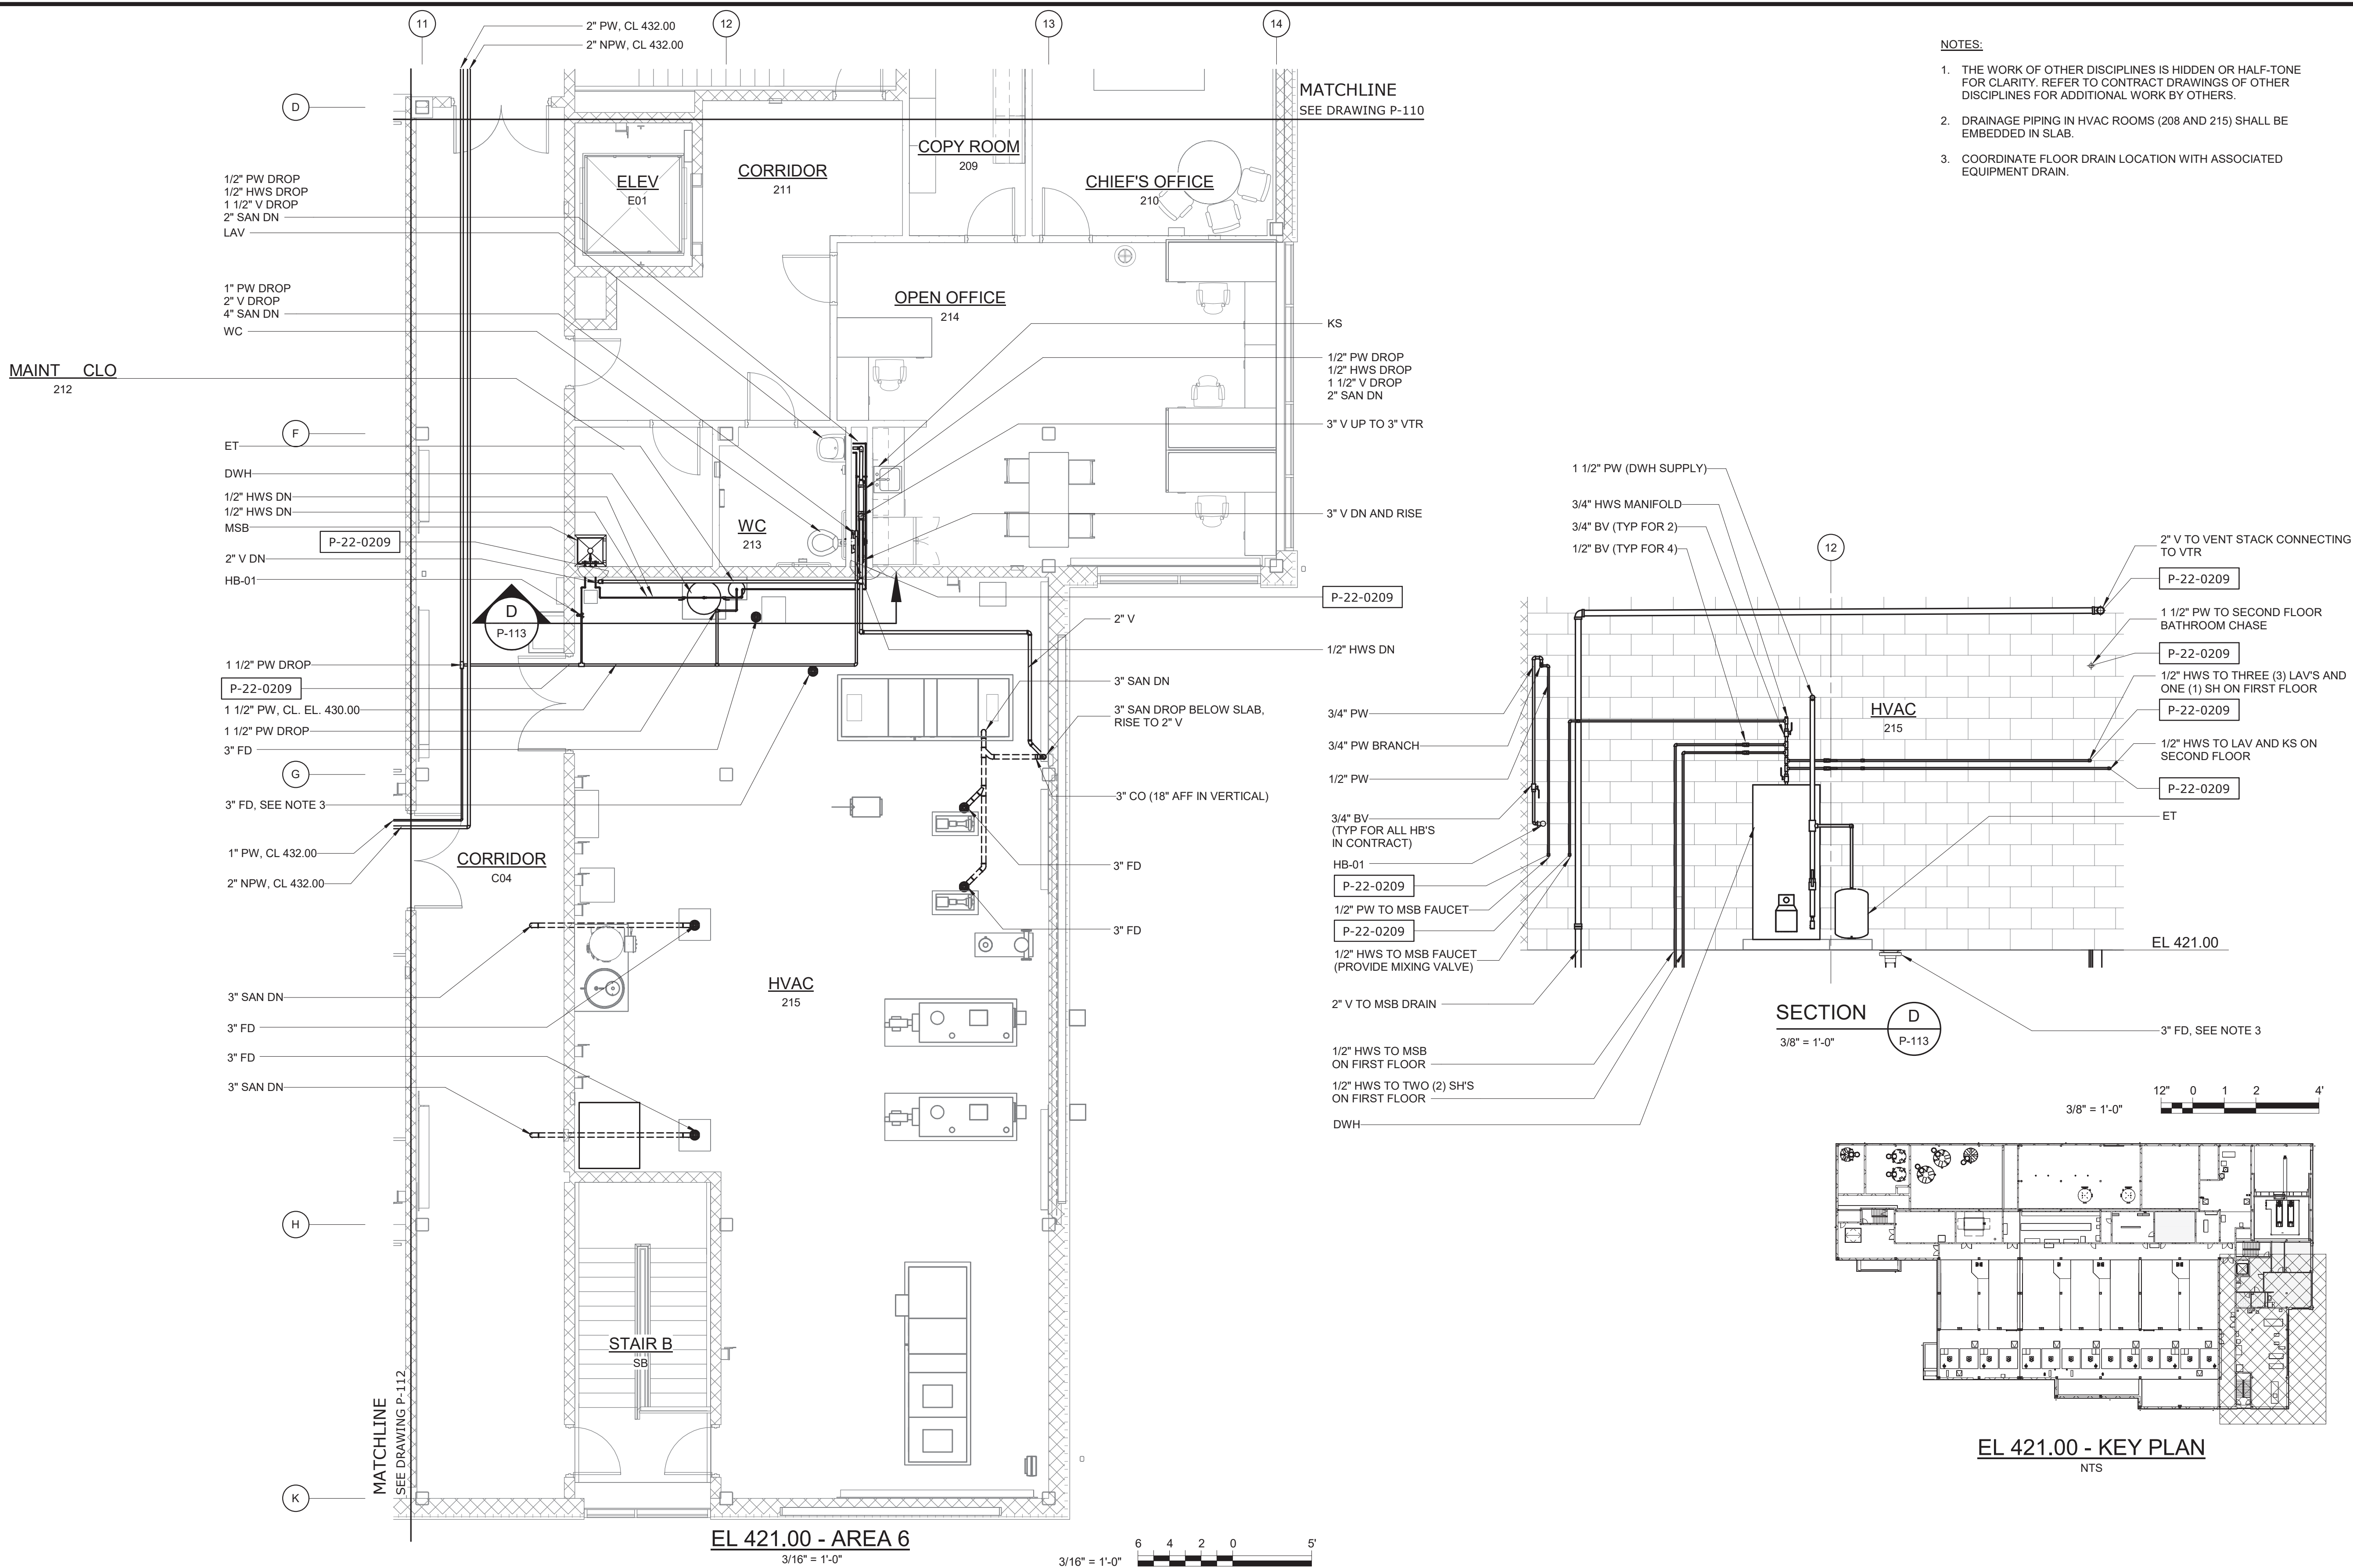 11
12
13
14
2" PW, CL 432.00
2" NPW, CL 432.00
D
MATCHLINE
SEE DRAWING P-110
NOTES:
1. THE WORK OF OTHER DISCIPLINES IS HIDDEN OR HALF-TONE
FOR CLARITY. REFER TO CONTRACT DRAWINGS OF OTHER
DISCIPLINES FOR ADDITIONAL WORK BY OTHERS.
2. DRAINAGE PIPING IN HVAC ROOMS (208 AND 215) SHALL BE
EMBEDDED IN SLAB.
3. COORDINATE FLOOR DRAIN LOCATION WITH ASSOCIATED
EQUIPMENT DRAIN.
COPY ROOM
209
CORRIDOR
211
ELEV
E01
CHIEF'S OFFICE
210
1/2" PW DROP
1/2" HWS DROP
1 1/2" V DROP
2" SAN DN
LAV
1" PW DROP
2" V DROP
4" SAN DN
WC
OPEN OFFICE
214
MAINT CLO
212
F
ET
DWH
1/2" HWS DN
1/2" HWS DN
MSB
P-22-0209
2" V DN
HB-01
WC
213
D
P-113
KS
1/2" PW DROP
1/2" HWS DROP
1 1/2" V DROP
2" SAN DN
3" V UP TO 3" VTR
3" V DN AND RISE
P-22-0209
2" V
1/2" HWS DN
3" SAN DN
3" SAN DROP BELOW SLAB,
RISE TO 2" V
3" CO (18" AFF IN VERTICAL)
3" FD
3" FD
1 1/2" PW DROP
P-22-0209
1 1/2" PW, CL. EL. 430.00
1 1/2" PW DROP
3" FD
G
3" FD, SEE NOTE 3
1" PW, CL 432.00
2" NPW, CL 432.00
CORRIDOR
C04
3" SAN DN
3" FD
3" FD
3" SAN DN
HVAC
215
H
STAIR B
SB
MATCHLINE
SEE DRAWING P-112
K
EL 421.00 - AREA 6
3/16" = 1'-0"
3/16" = 1'-0"
6 4 2 0 5'
1 1/2" PW (DWH SUPPLY)
3/4" HWS MANIFOLD
3/4" BV (TYP FOR 2)
1/2" BV (TYP FOR 4)
12
2" V TO VENT STACK CONNECTING
TO VTR
P-22-0209
1 1/2" PW TO SECOND FLOOR
BATHROOM CHASE
P-22-0209
1/2" HWS TO THREE (3) LAV'S AND
ONE (1) SH ON FIRST FLOOR
P-22-0209
1/2" HWS TO LAV AND KS ON
SECOND FLOOR
P-22-0209
ET
HVAC
215
3/4" PW
3/4" PW BRANCH
1/2" PW
3/4" BV
(TYP FOR ALL HB'S
IN CONTRACT)
HB-01
P-22-0209
1/2" PW TO MSB FAUCET
P-22-0209
1/2" HWS TO MSB FAUCET
(PROVIDE MIXING VALVE)
2" V TO MSB DRAIN
1/2" HWS TO MSB
ON FIRST FLOOR
1/2" HWS TO TWO (2) SH'S
ON FIRST FLOOR
DWH
EL 421.00
SECTION
D
P-113
3/8" = 1'-0"
3" FD, SEE NOTE 3
12" 0 1 2 4'
3/8" = 1'-0"
EL 421.00 - KEY PLAN
NTS